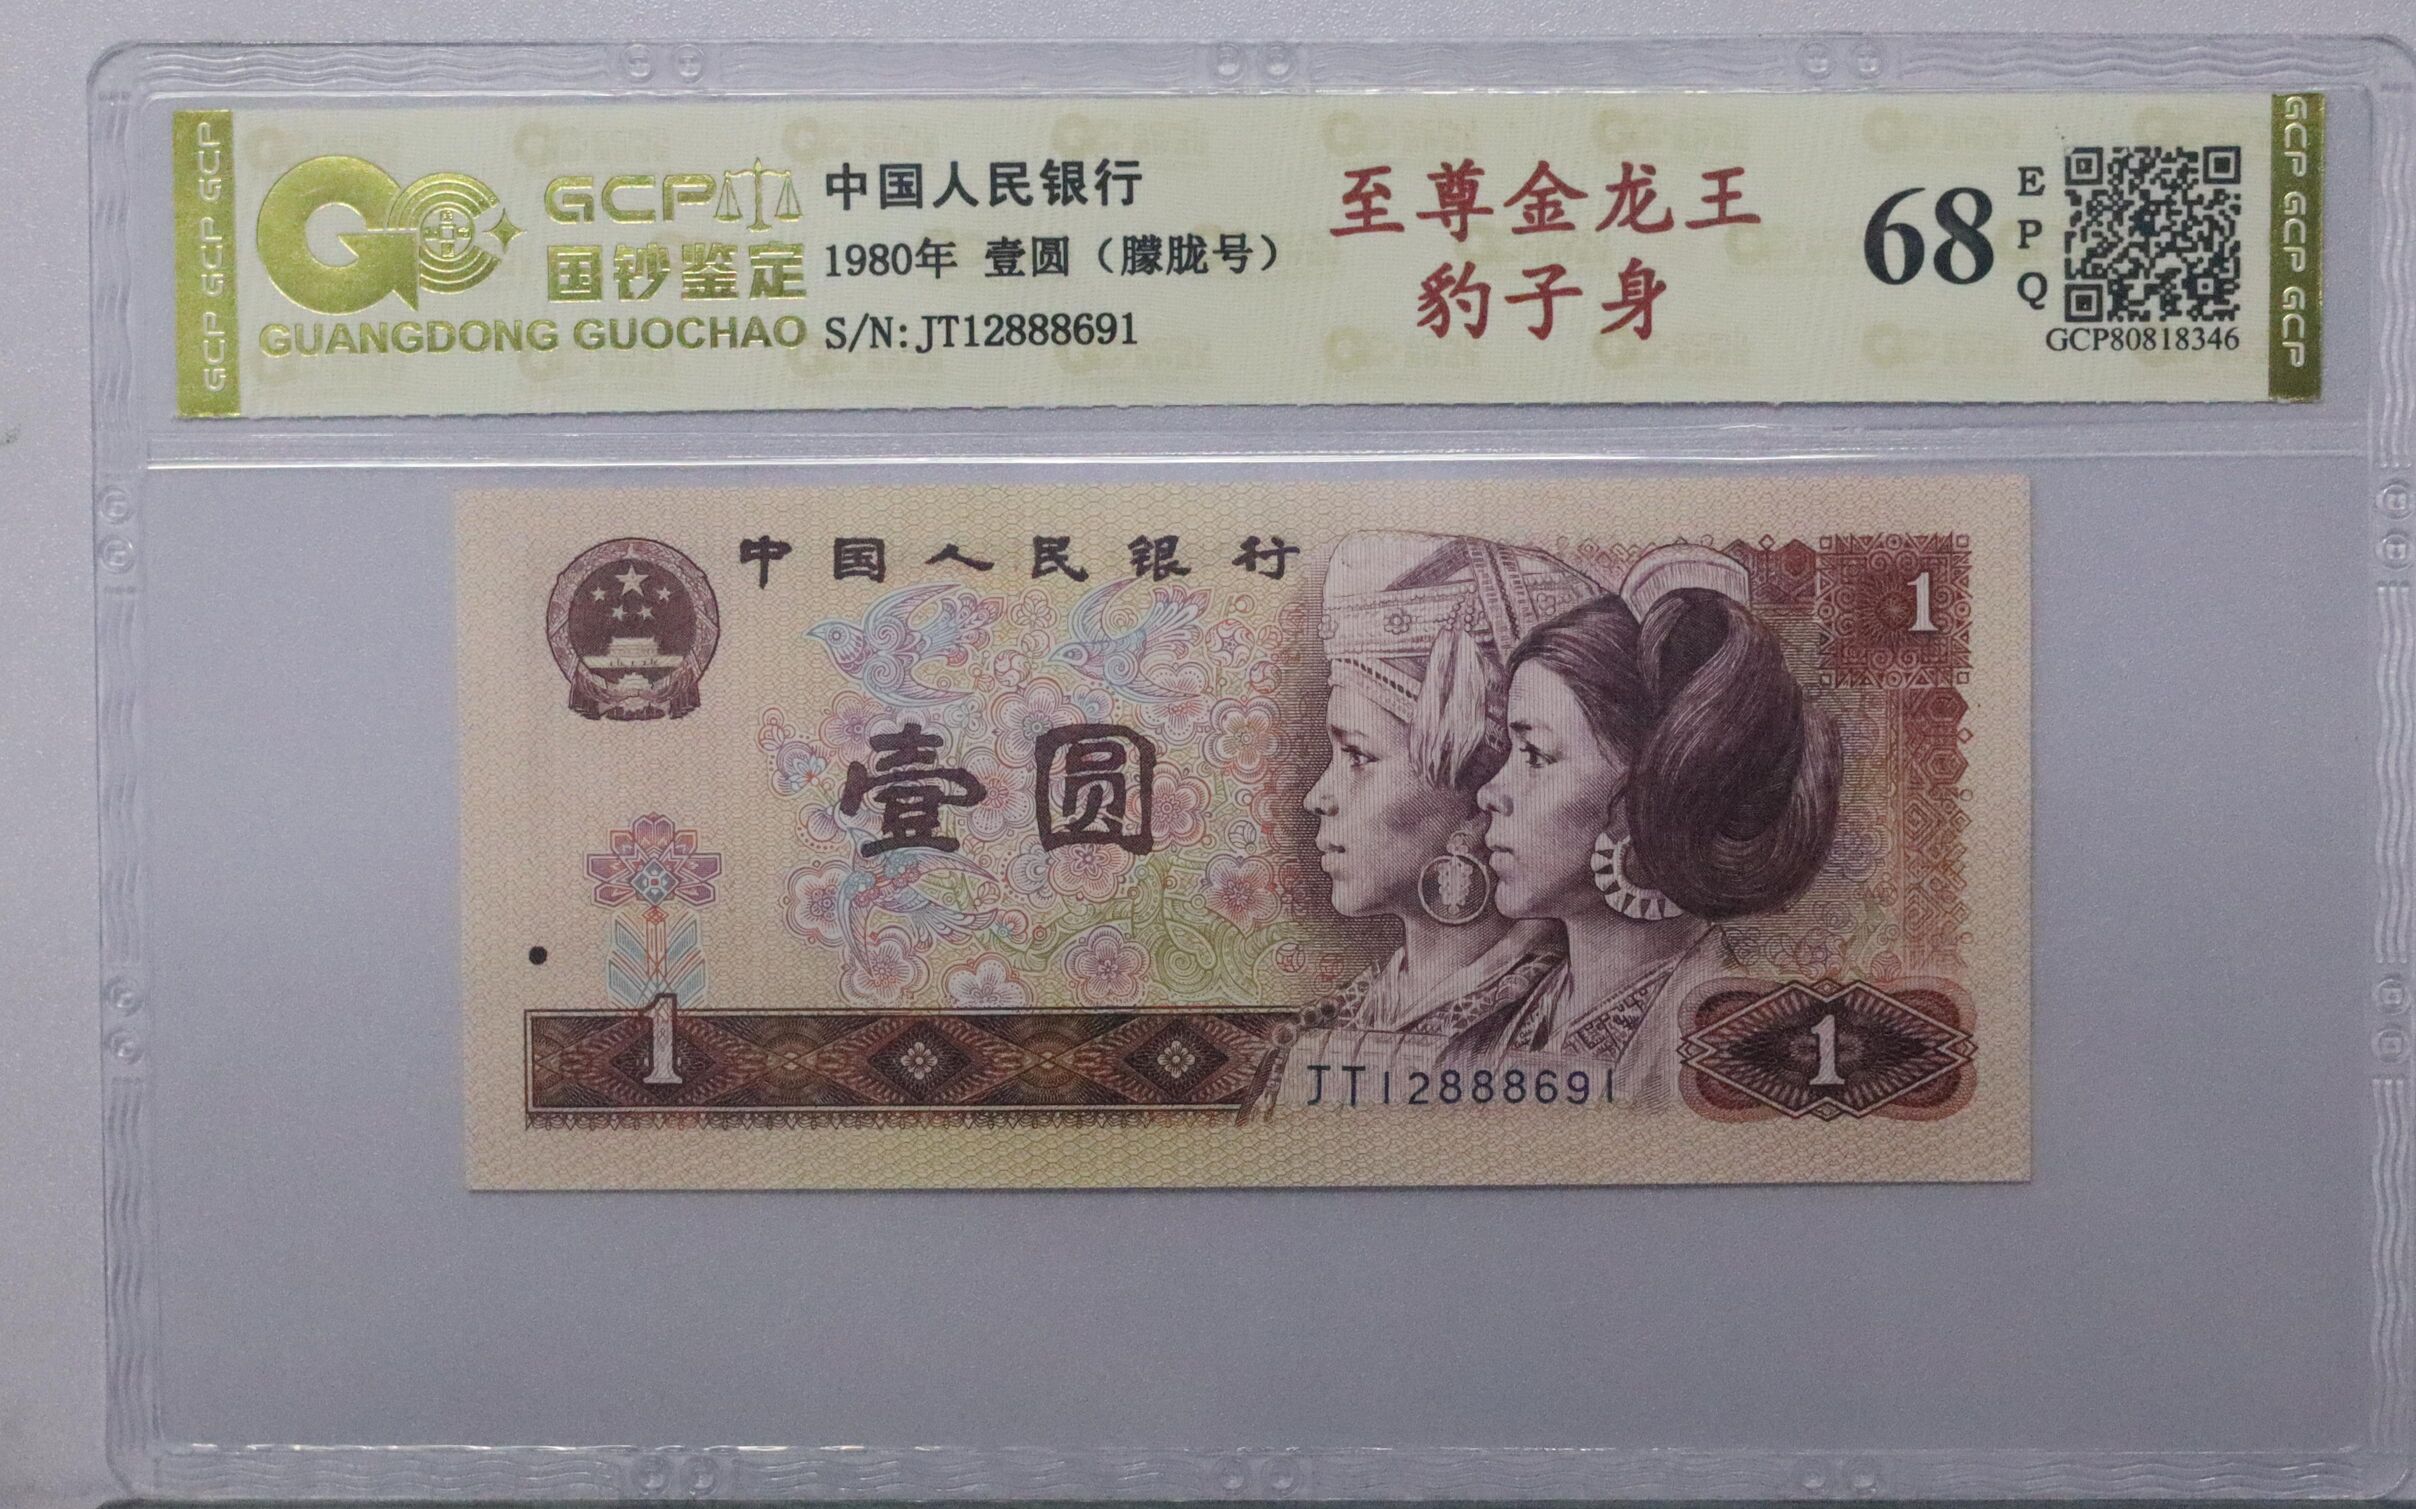 GCP GCP GCP
GCP
国钞鉴定
GUANGDONG GUOCHAO
中国人民银行
1980年 壹圆（朦胧号）
S/N: JT12888691
至尊金龙王
豹子身
68
E
P
Q
GCP80818346
GCP GCP GCP
中国人民银行
1
壹圆
1
JT12888691
1